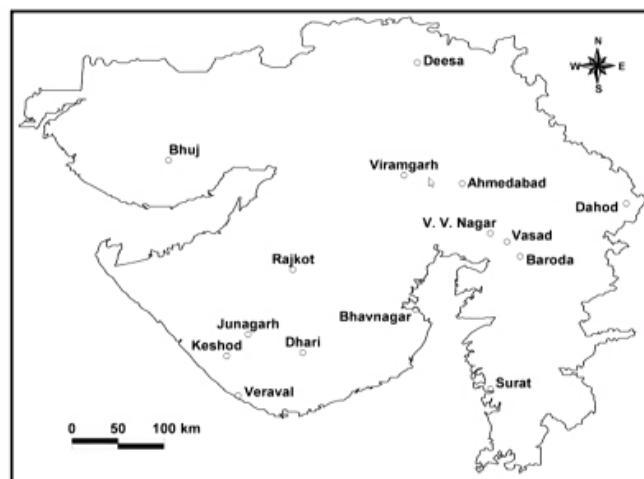 N
W E
S
Deesa
Bhuj
Viramgarh
Ahmedabad
Dahod
V. V. Nagar
Vasad
Baroda
Rajkot
Bhavnagar
Junagarh
Keshod
Dhari
Surat
Veraval
0 50 100 km